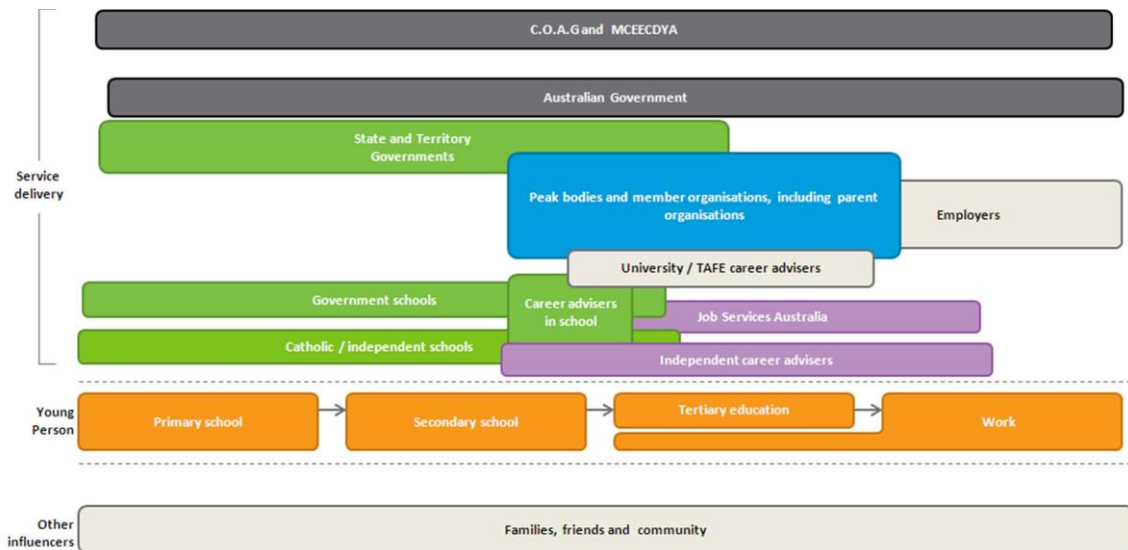 C.O.A.G and MCEECDYA
Australian Government
State and Territory
Governments
Service
delivery
Peak bodies and member organisations, including parent
organisations
Employers
University / TAFE career advisers
Government schools
Career advisers
in school
Job Services Australia
Catholic / independent schools
Independent career advisers
Young
Person
Primary school
Secondary school
Tertiary education
Work
Other
influencers
Families, friends and community